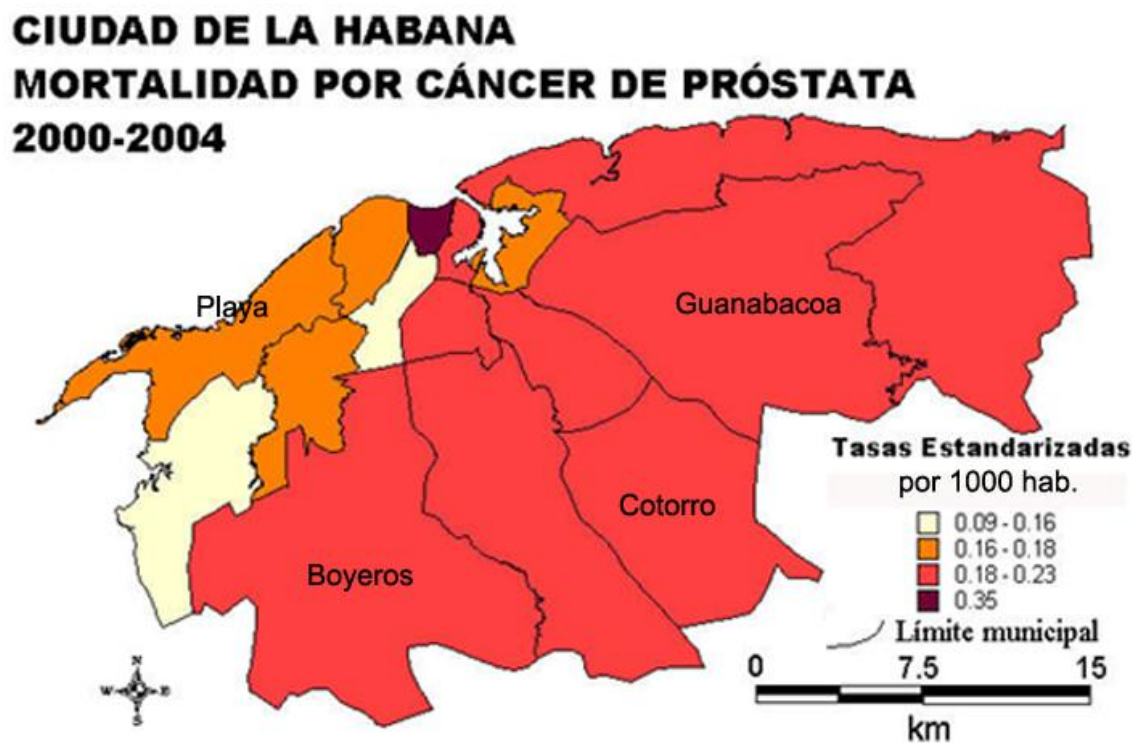 CIUDAD DE LA HABANA
MORTALIDAD POR CÁNCER DE PRÓSTATA
2000-2004
Playa
Guanabacoa
Cotorro
Boyeros
Tasas Estandarizadas
por 1000 hab.
0.09 - 0.16
0.16 - 0.18
0.18 - 0.23
0.35
Límite municipal
0 7.5 15
km
N
W E
S